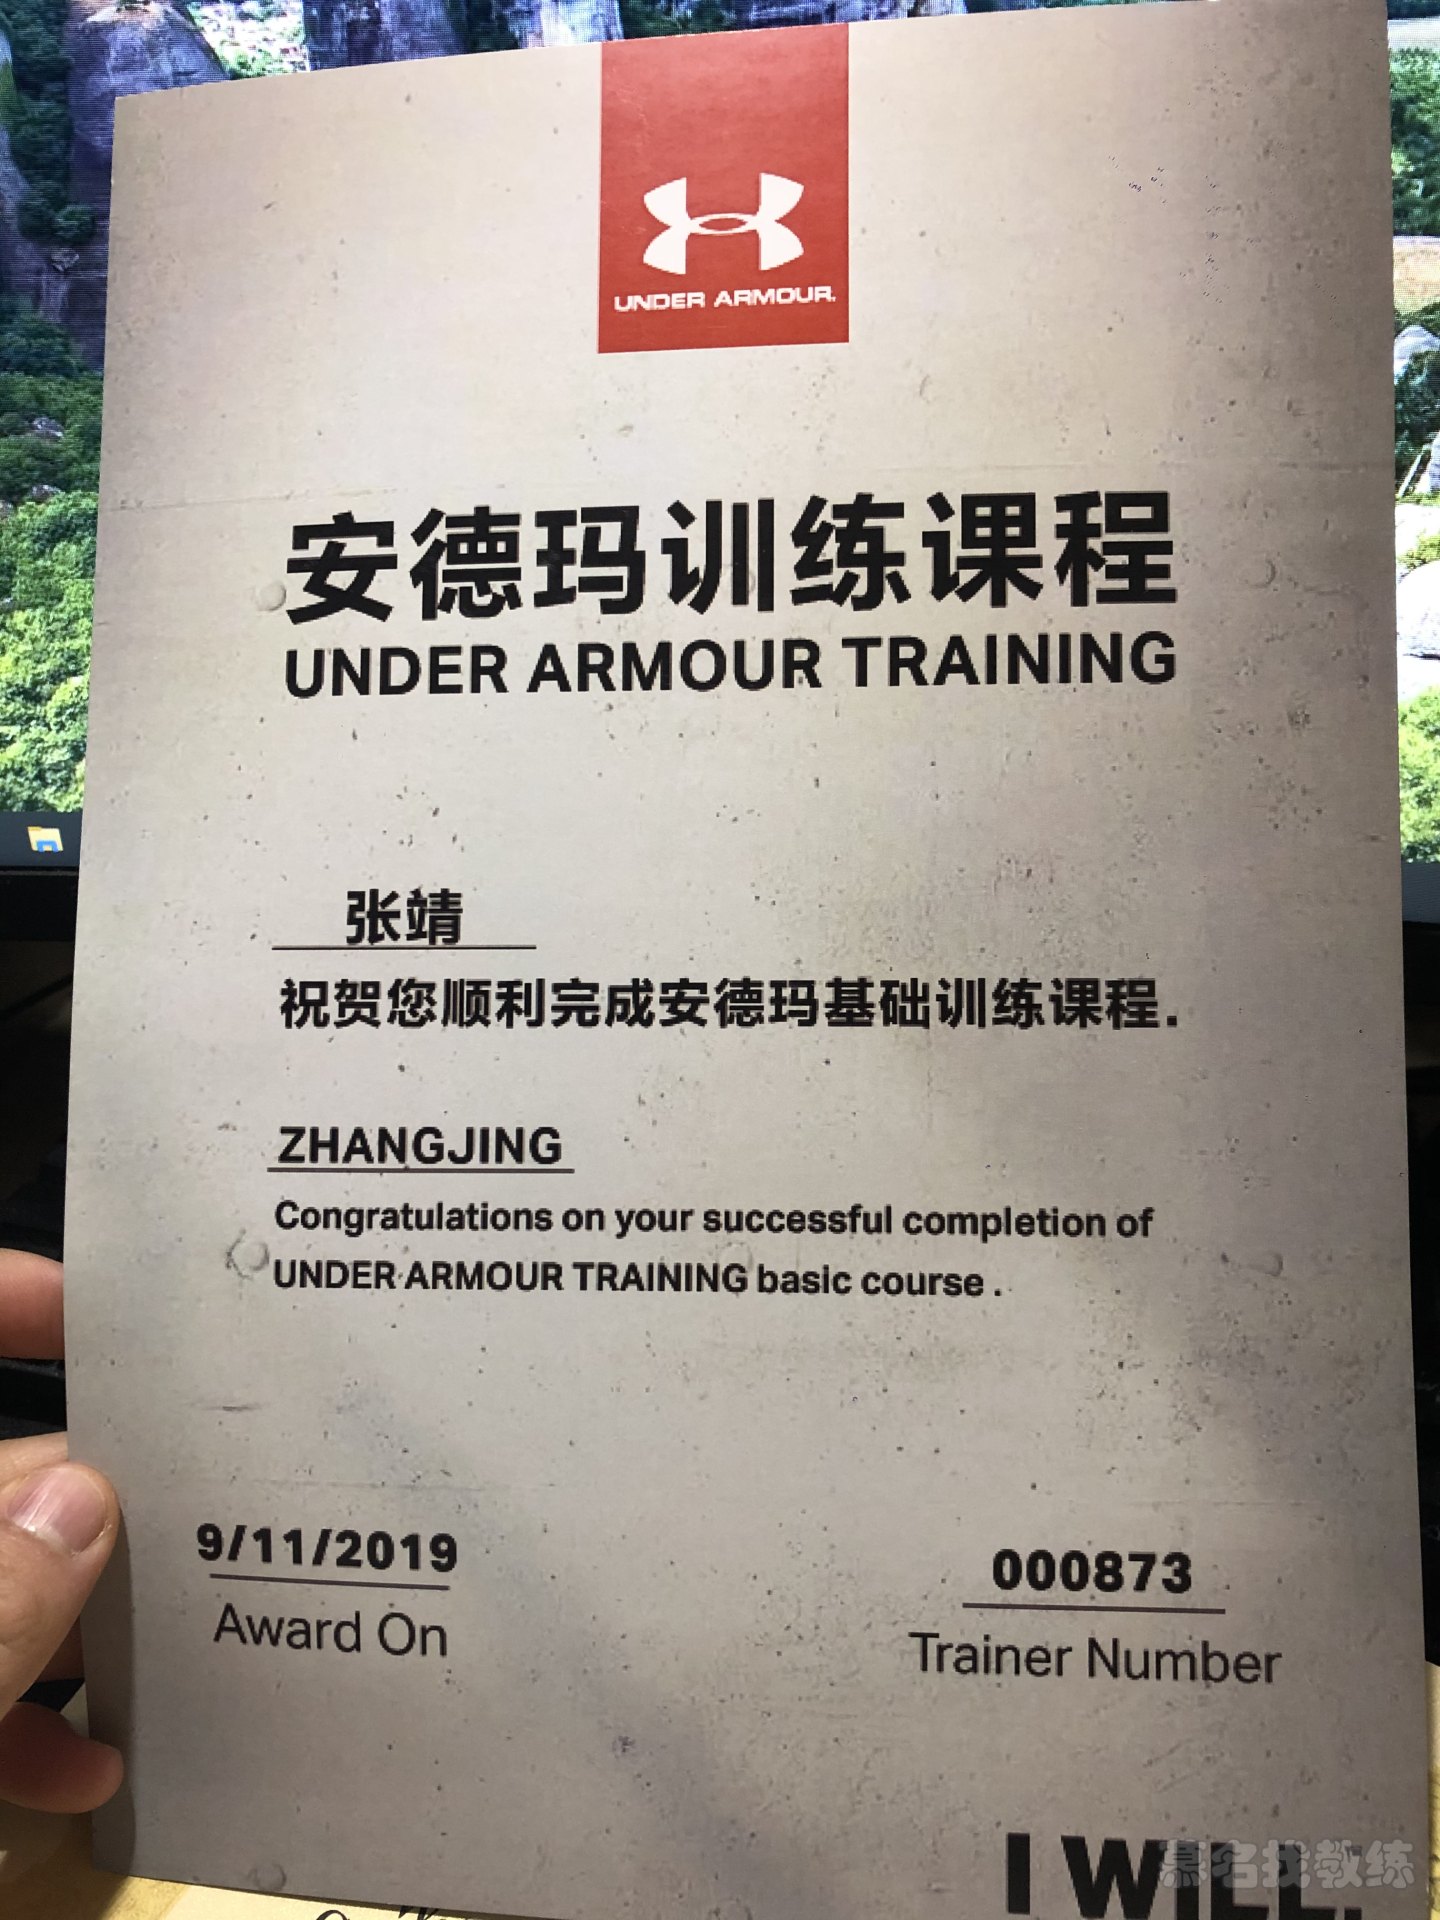 UNDER ARMOUR.
安德玛训练课程
UNDER ARMOUR TRAINING
张靖
祝贺您顺利完成安德玛基础训练课程.
ZHANGJING
Congratulations on your successful completion of
UNDER ARMOUR TRAINING basic course .
9/11/2019
Award On
000873
Trainer Number
I WILL.
慕名找教练